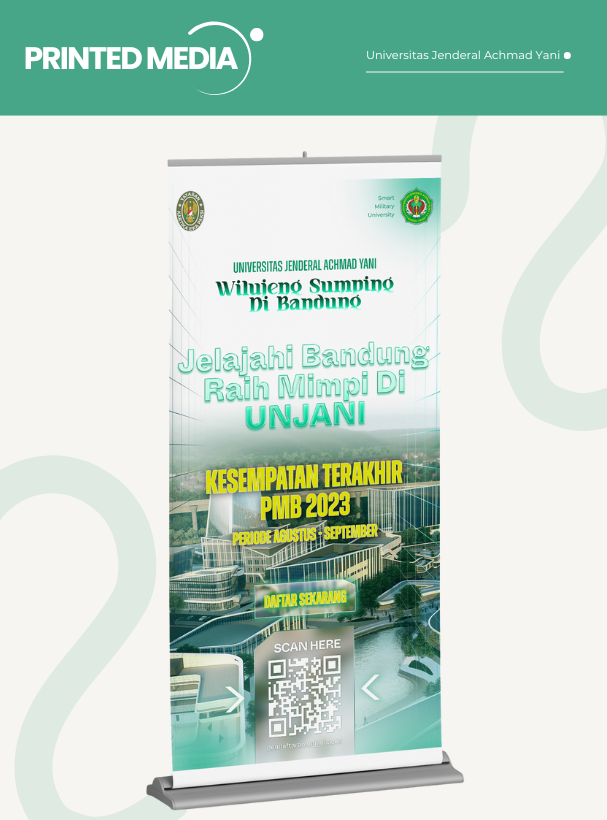 PRINTED MEDIA
Universitas Jenderal Achmad Yani
Smart
Military
University
UNIVERSITAS JENDERAL ACHMAD YANI
Wilujeng Sumping
Di Bandung
Jelajahi Bandung
Raih Mimpi Di
UNJANI
KESEMPATAN TERAKHIR
PMB 2023
PERIODE AGUSTUS - SEPTEMBER
DAFTAR SEKARANG
SCAN HERE